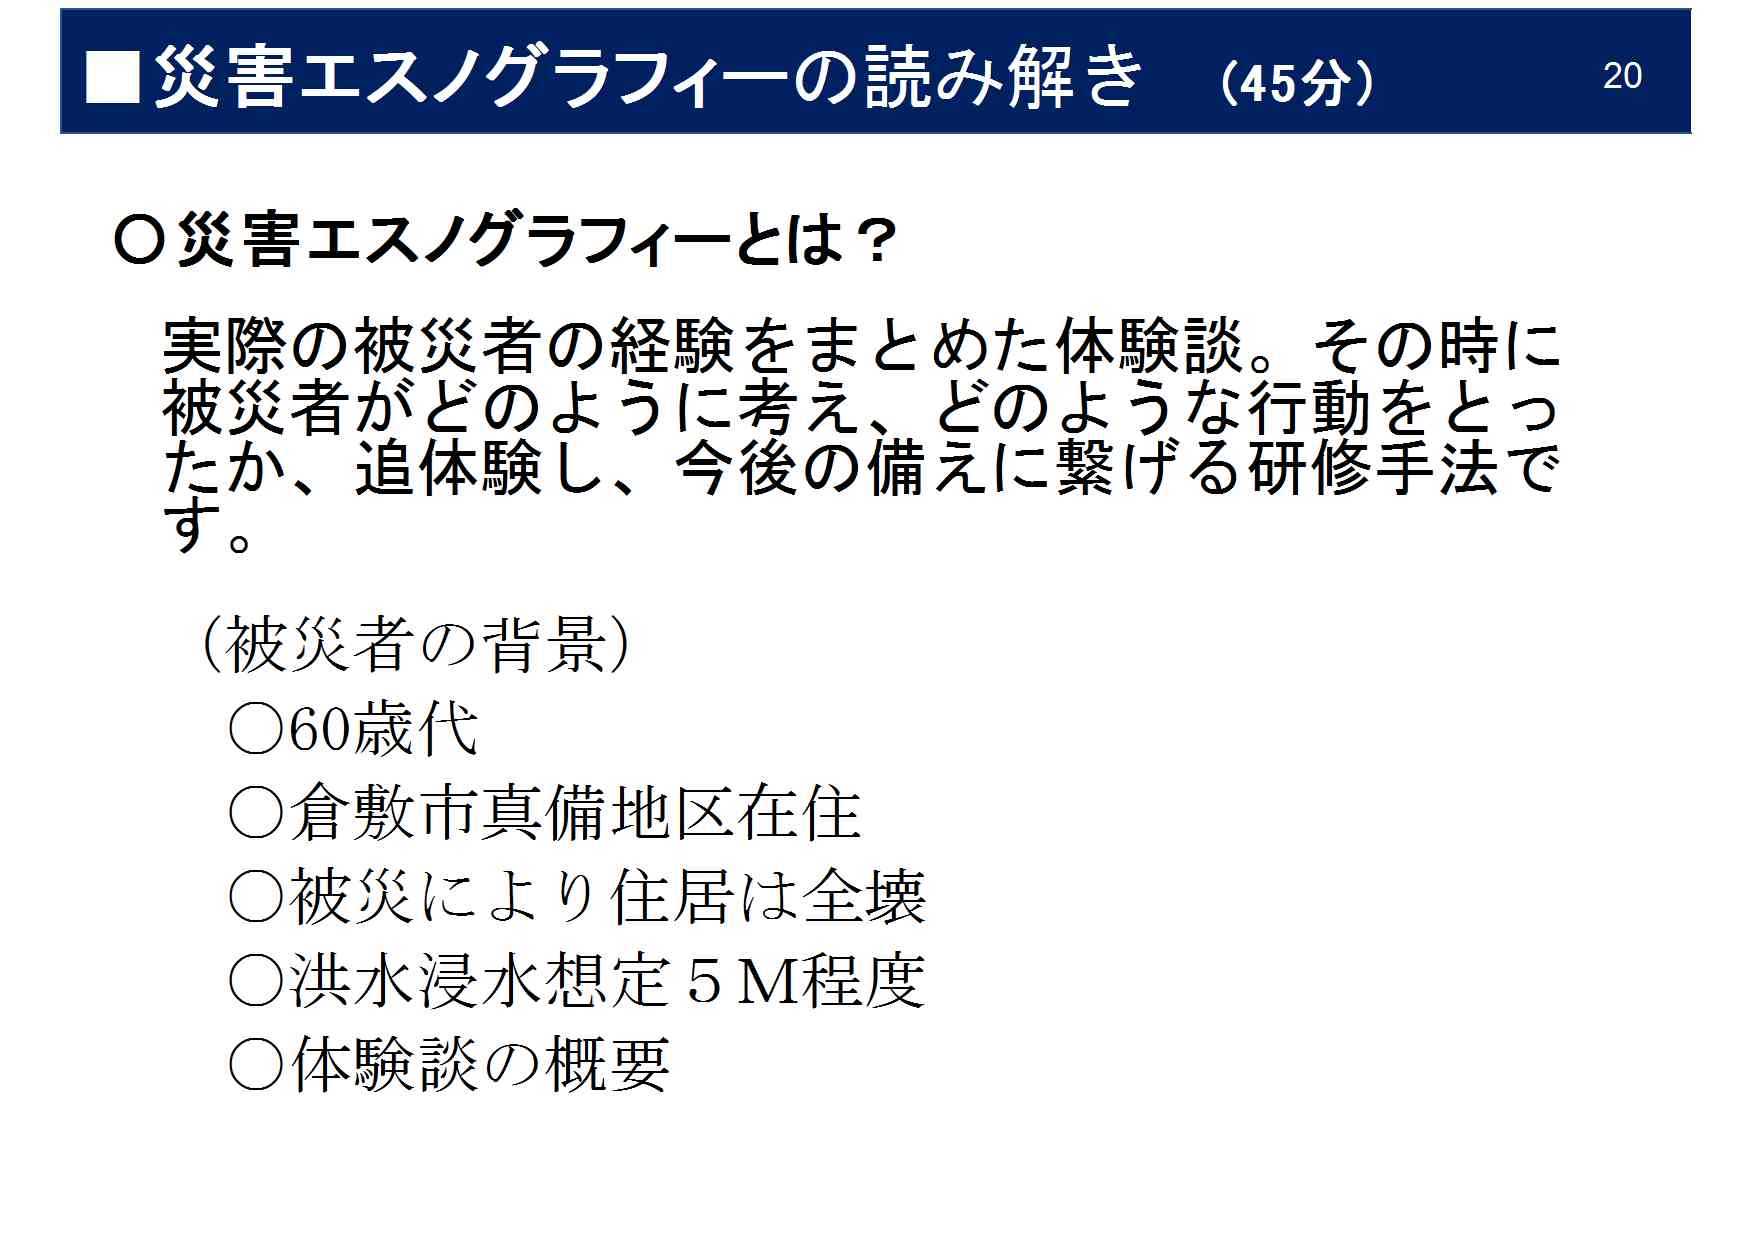 ■災害エスノグラフィーの読み解き （45分）
20
〇災害エスノグラフィーとは？
実際の被災者の経験をまとめた体験談。その時に
被災者がどのように考え、どのような行動をとっ
たか、追体験し、今後の備えに繋げる研修手法で
す。
（被災者の背景）
〇60歳代
〇倉敷市真備地区在住
〇被災により住居は全壊
〇洪水浸水想定５Ｍ程度
〇体験談の概要